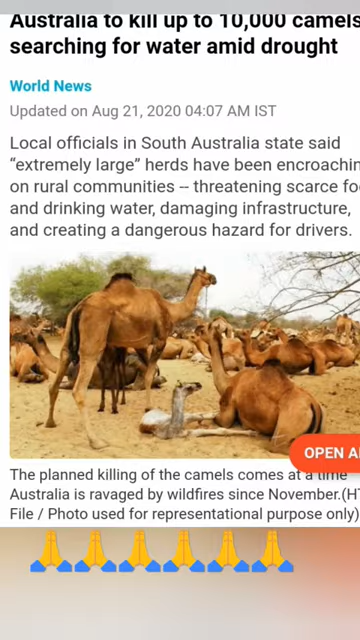 Australia to kill up to 10,000 camels
searching for water amid drought
World News
Updated on Aug 21, 2020 04:07 AM IST
Local officials in South Australia state said
“extremely large” herds have been encroachin
on rural communities -- threatening scarce fo
and drinking water, damaging infrastructure,
and creating a dangerous hazard for drivers.
OPEN A
The planned killing of the camels comes at a time
Australia is ravaged by wildfires since November.(HT
File / Photo used for representational purpose only)